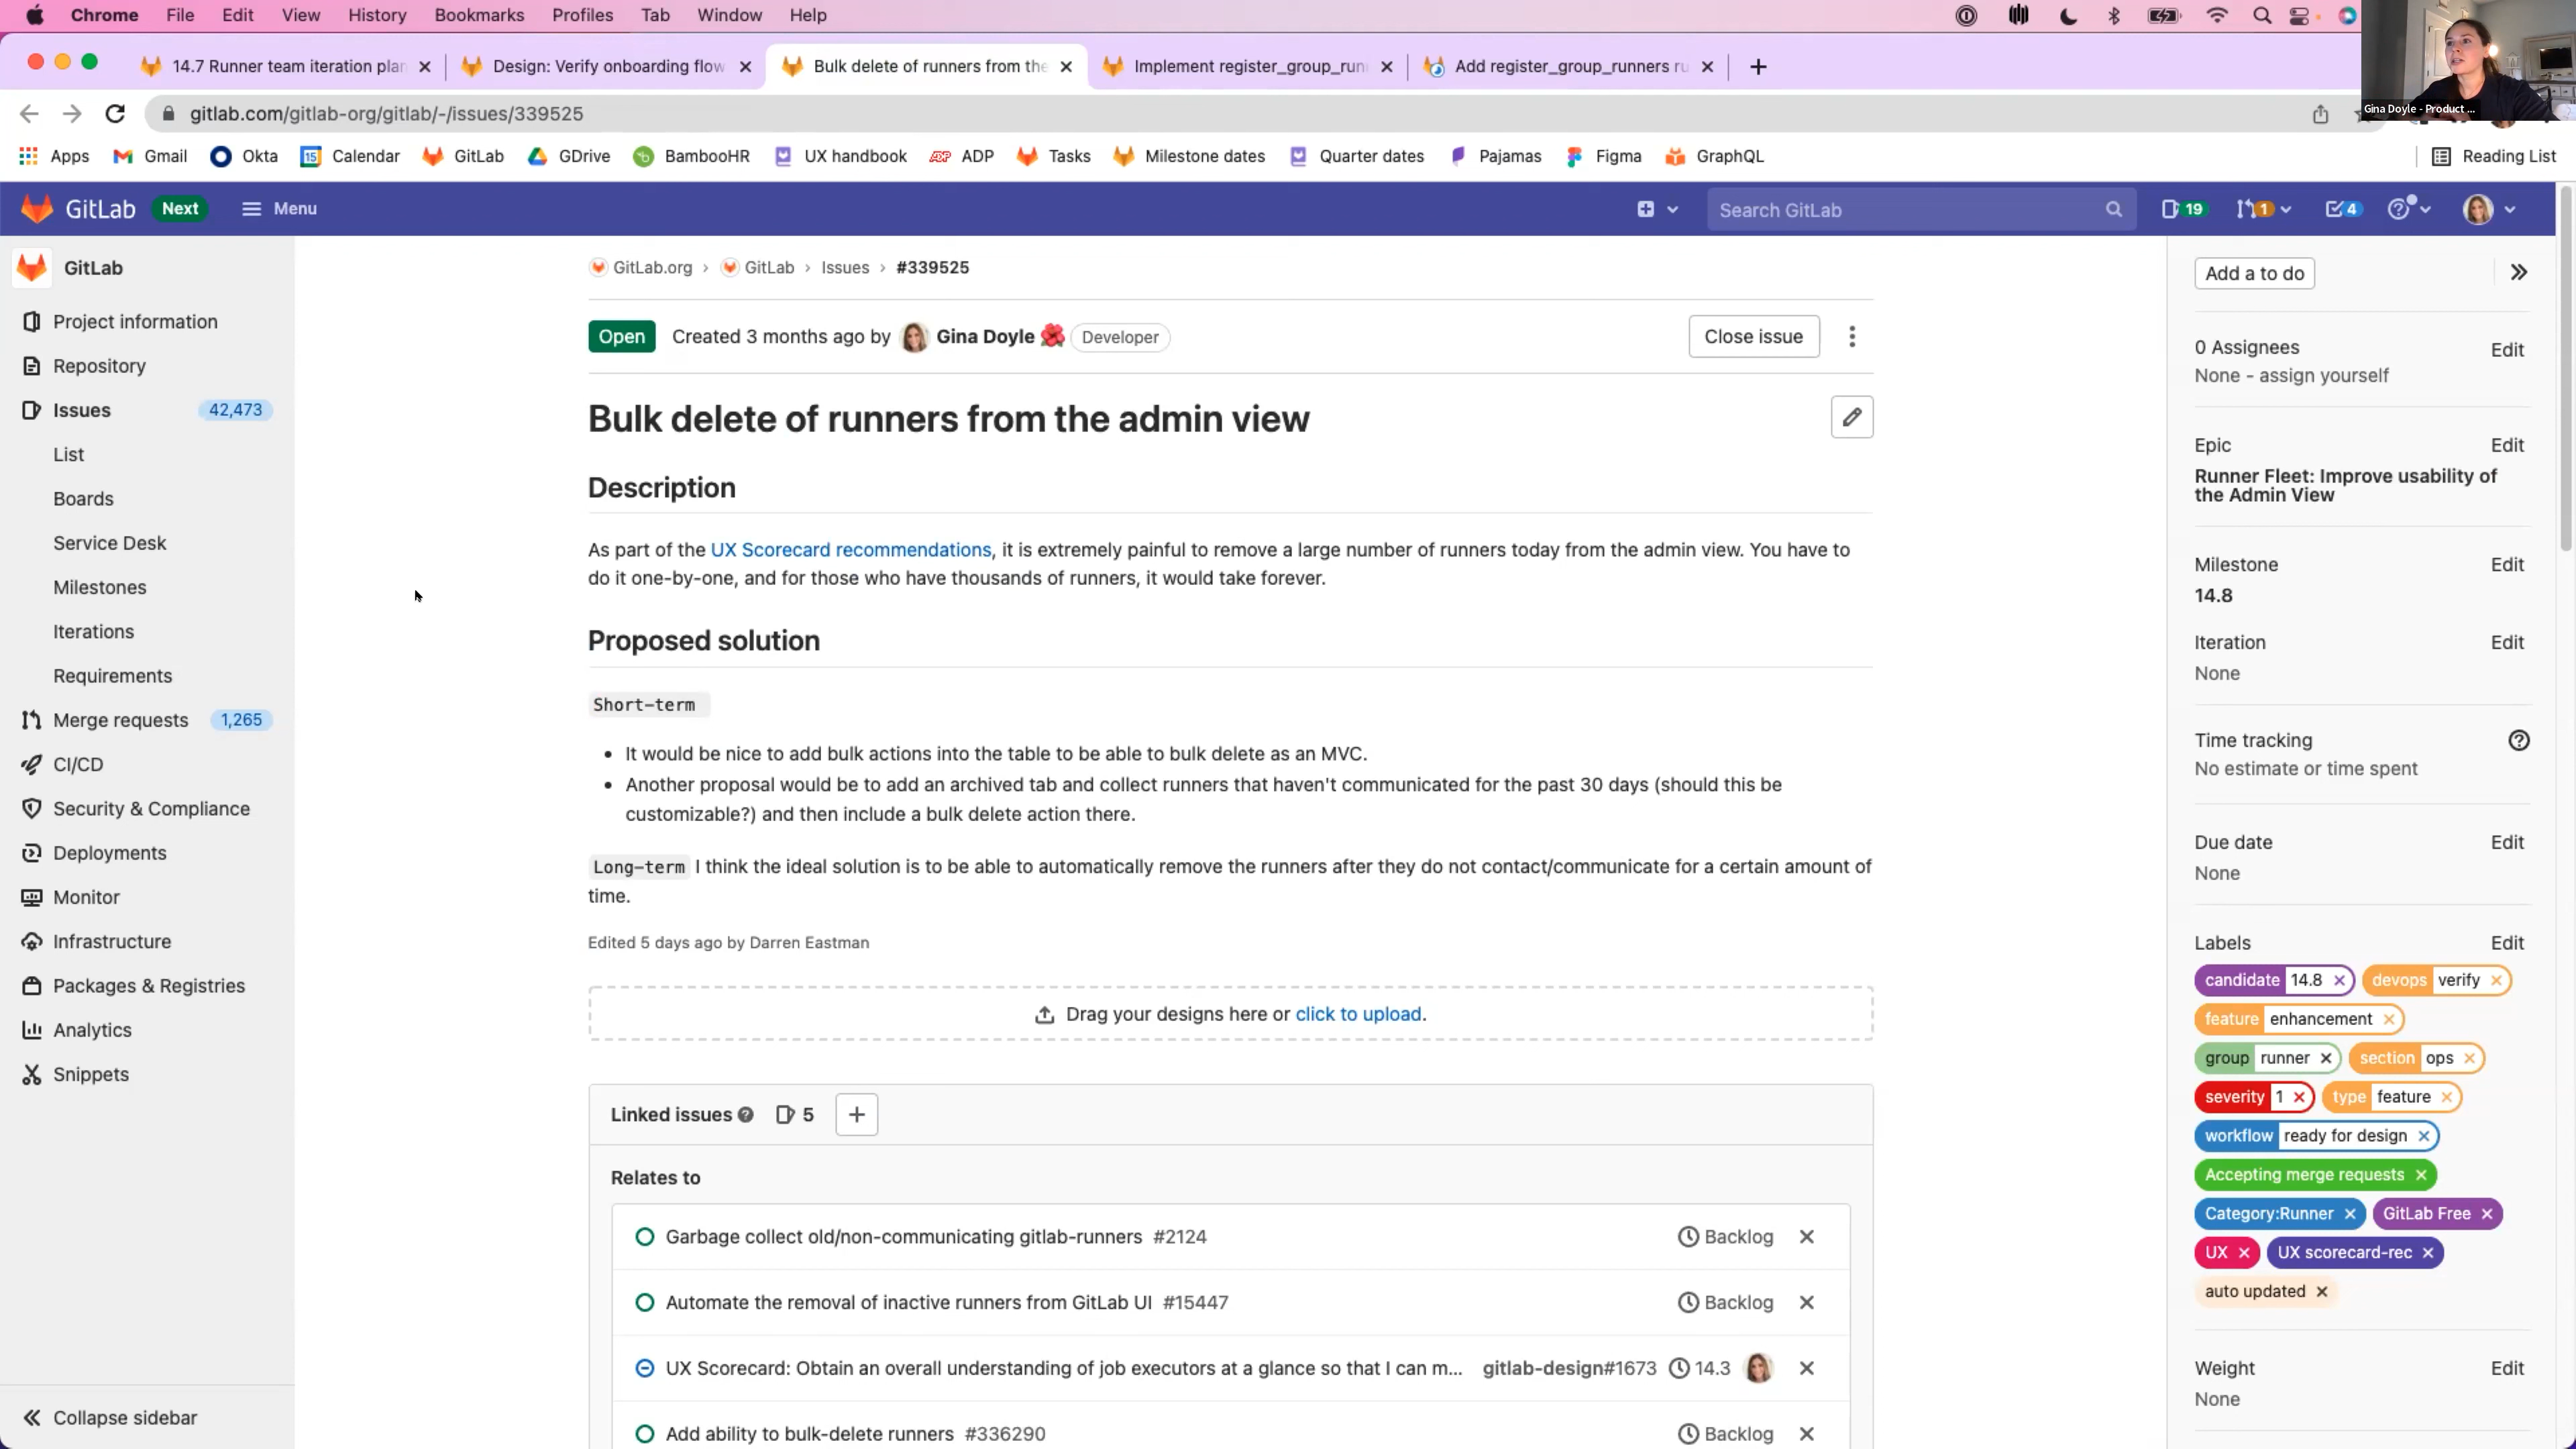 Chrome File Edit View History Bookmarks Profiles Tab Window Help
14.7 Runner team iteration plan
Design: Verify onboarding flow
Bulk delete of runners from the
Implement register_group_run
Add register_group_runners ru
gitlab.com/gitlab-org/gitlab/-/issues/339525
Gina Doyle - Product ...
Apps Gmail Okta 15 Calendar GitLab GDrive BambooHR UX handbook ADP ADP Tasks Milestone dates Quarter dates Pajamas Figma GraphQL Reading List
GitLab Next Menu Search GitLab 19 1 4
GitLab
Project information
Repository
Issues 42,473
List
Boards
Service Desk
Milestones
Iterations
Requirements
Merge requests 1,265
CI/CD
Security & Compliance
Deployments
Monitor
Infrastructure
Packages & Registries
Analytics
Snippets
Collapse sidebar
GitLab.org › GitLab › Issues › #339525
Open Created 3 months ago by Gina Doyle 🌺 Developer Close issue
Bulk delete of runners from the admin view
Description
As part of the UX Scorecard recommendations, it is extremely painful to remove a large number of runners today from the admin view. You have to
do it one-by-one, and for those who have thousands of runners, it would take forever.
Proposed solution
Short-term
• It would be nice to add bulk actions into the table to be able to bulk delete as an MVC.
• Another proposal would be to add an archived tab and collect runners that haven't communicated for the past 30 days (should this be
customizable?) and then include a bulk delete action there.
Long-term I think the ideal solution is to be able to automatically remove the runners after they do not contact/communicate for a certain amount of
time.
Edited 5 days ago by Darren Eastman
Drag your designs here or click to upload.
Linked issues 5
Relates to
Garbage collect old/non-communicating gitlab-runners #2124 Backlog
Automate the removal of inactive runners from GitLab UI #15447 Backlog
UX Scorecard: Obtain an overall understanding of job executors at a glance so that I can m... gitlab-design#1673 14.3
Add ability to bulk-delete runners #336290 Backlog
Add a to do
0 Assignees Edit
None - assign yourself
Epic Edit
Runner Fleet: Improve usability of
the Admin View
Milestone Edit
14.8
Iteration Edit
None
Time tracking
No estimate or time spent
Due date Edit
None
Labels Edit
candidate 14.8 devops verify
feature enhancement
group runner section ops
severity 1 type feature
workflow ready for design
Accepting merge requests
Category:Runner GitLab Free
UX UX scorecard-rec
auto updated
Weight Edit
None